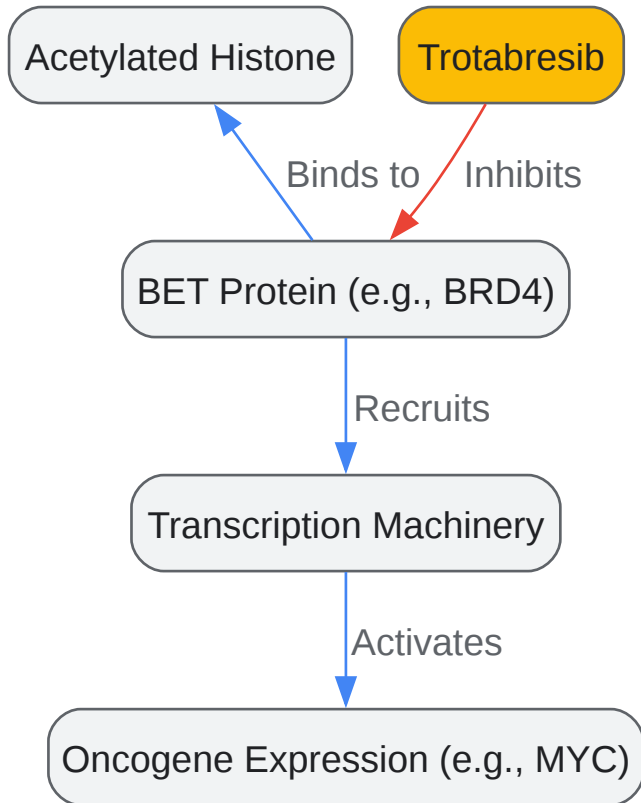 Acetylated Histone
Trotabresib
Binds to
Inhibits
BET Protein (e.g., BRD4)
Recruits
Transcription Machinery
Activates
Oncogene Expression (e.g., MYC)